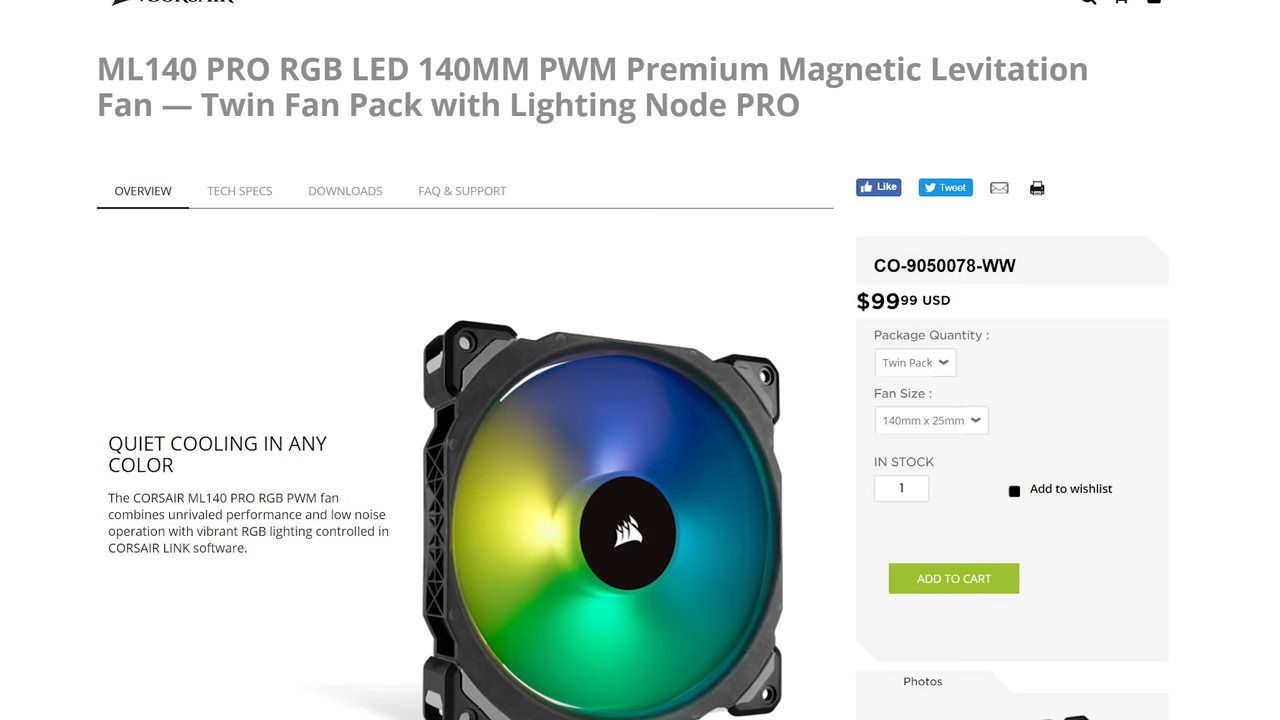 CORSAIR
ML140 PRO RGB LED 140MM PWM Premium Magnetic Levitation
Fan — Twin Fan Pack with Lighting Node PRO
OVERVIEW TECH SPECS DOWNLOADS FAQ & SUPPORT
Like Tweet
CO-9050078-WW
$99⁹⁹ USD
Package Quantity :
Twin Pack
Fan Size :
140mm x 25mm
IN STOCK
1 Add to wishlist
ADD TO CART
QUIET COOLING IN ANY
COLOR
The CORSAIR ML140 PRO RGB PWM fan
combines unrivaled performance and low noise
operation with vibrant RGB lighting controlled in
CORSAIR LINK software.
Photos